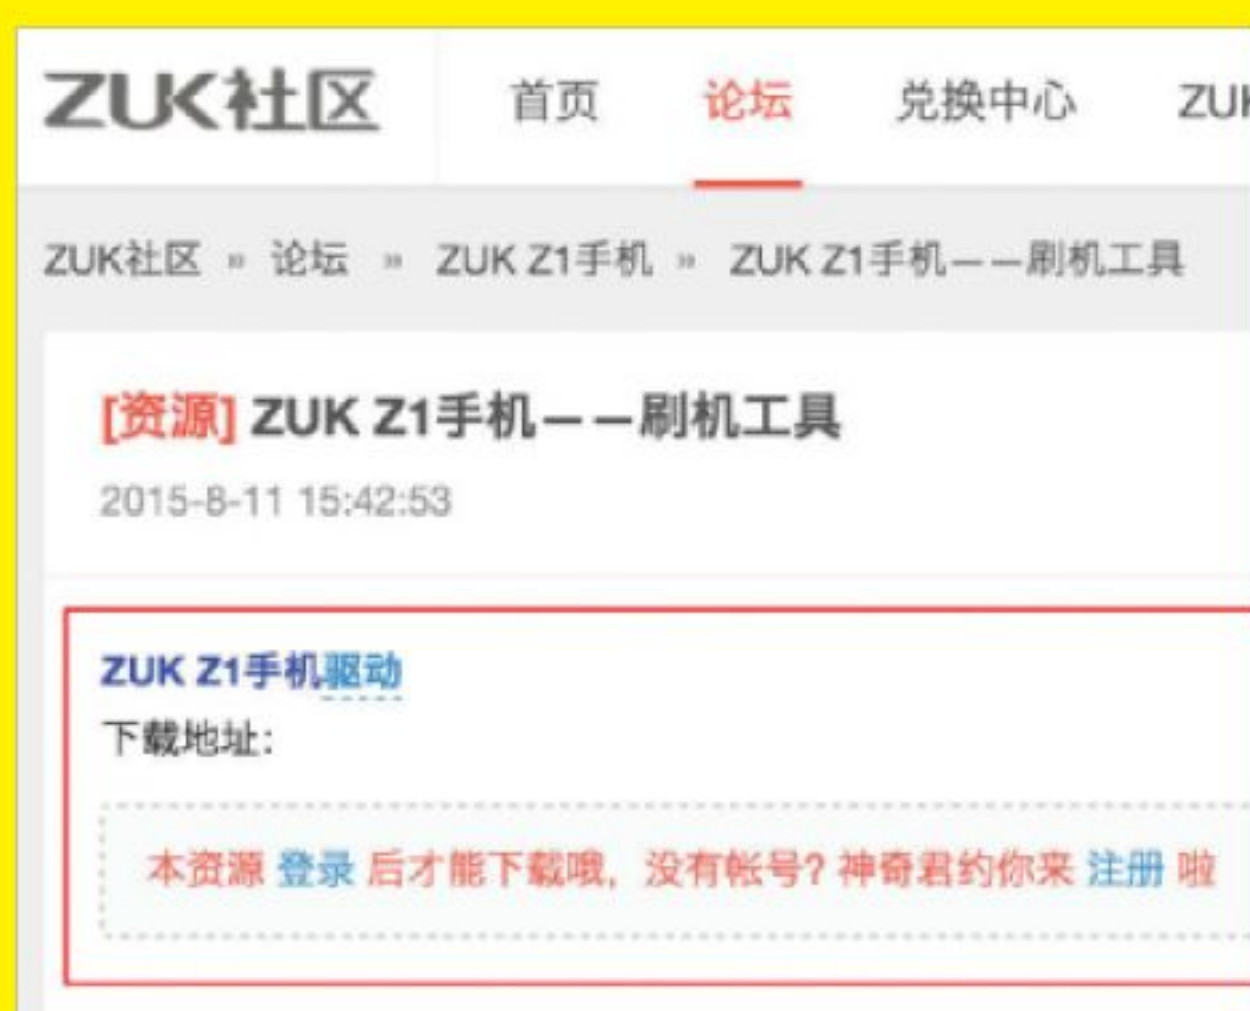 ZUK社区 首页 论坛 兑换中心 ZUK
ZUK社区 » 论坛 » ZUK Z1手机 » ZUK Z1手机——刷机工具
[资源] ZUK Z1手机——刷机工具
2015-8-11 15:42:53
ZUK Z1手机驱动
下载地址:
本资源 登录 后才能下载哦，没有帐号? 神奇君约你来 注册 啦